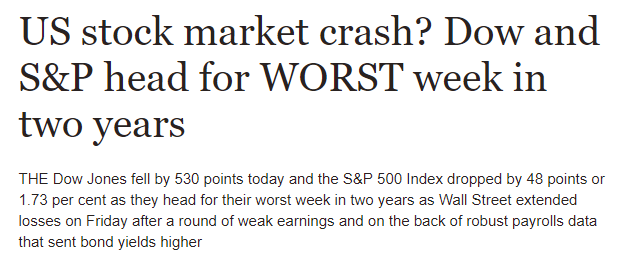 US stock market crash? Dow and
S&P head for WORST week in
two years
THE Dow Jones fell by 530 points today and the S&P 500 Index dropped by 48 points or
1.73 per cent as they head for their worst week in two years as Wall Street extended
losses on Friday after a round of weak earnings and on the back of robust payrolls data
that sent bond yields higher